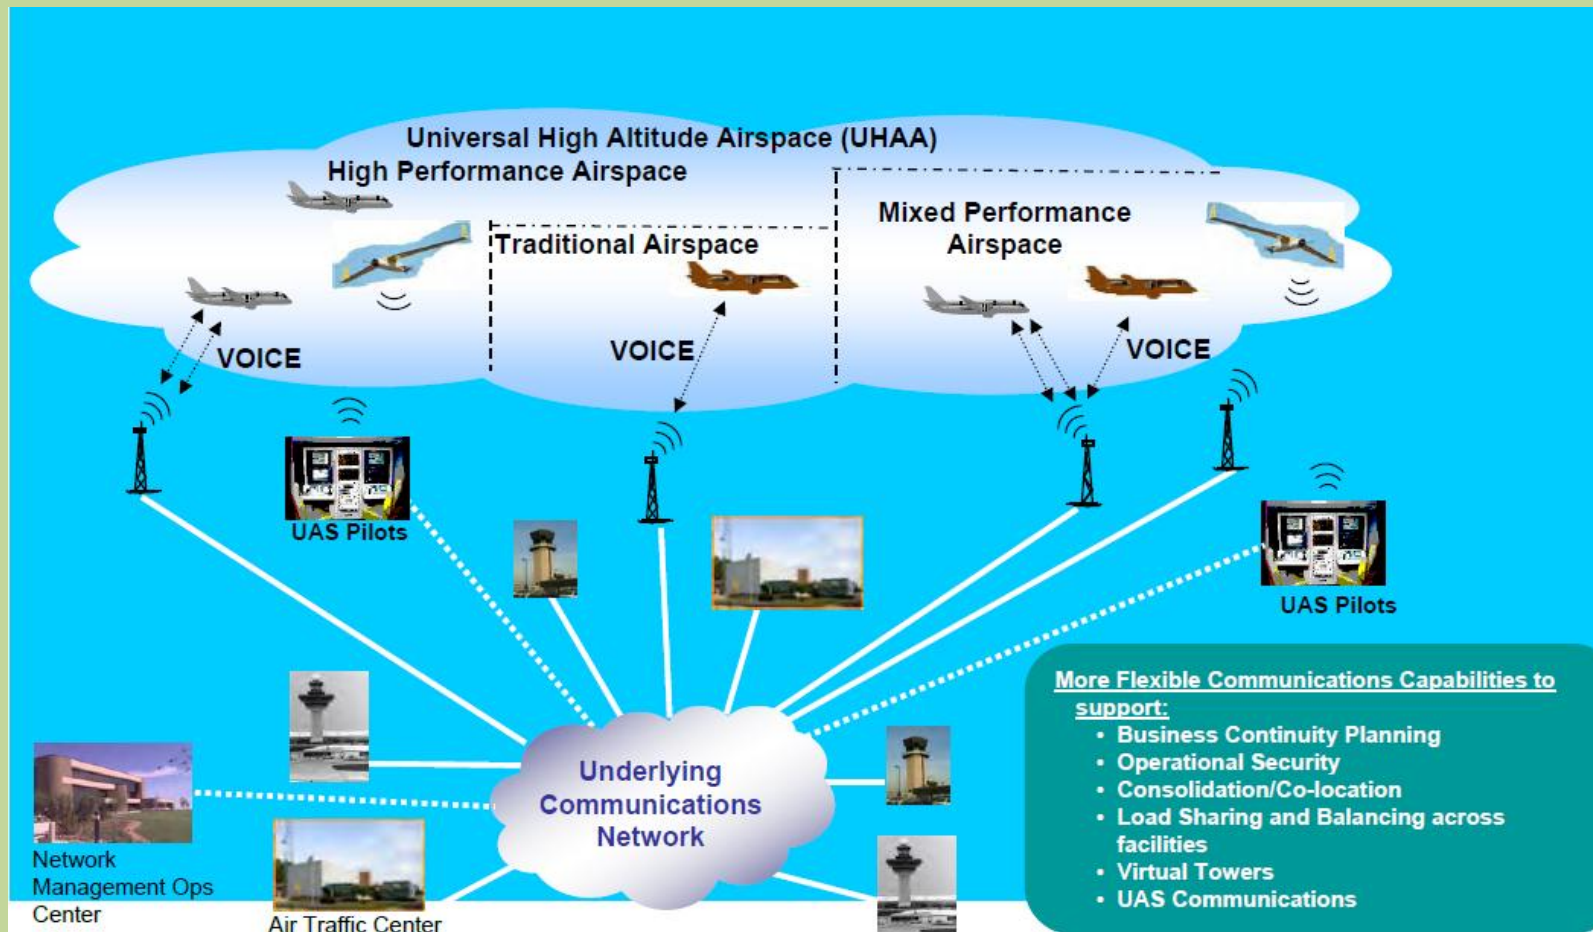 Universal High Altitude Airspace (UHAA)
High Performance Airspace
Mixed Performance
Airspace
Traditional Airspace
VOICE
VOICE
VOICE
UAS Pilots
UAS Pilots
Underlying
Communications
Network
Network
Management Ops
Center
Air Traffic Center
More Flexible Communications Capabilities to
support:
• Business Continuity Planning
• Operational Security
• Consolidation/Co-location
• Load Sharing and Balancing across
facilities
• Virtual Towers
• UAS Communications